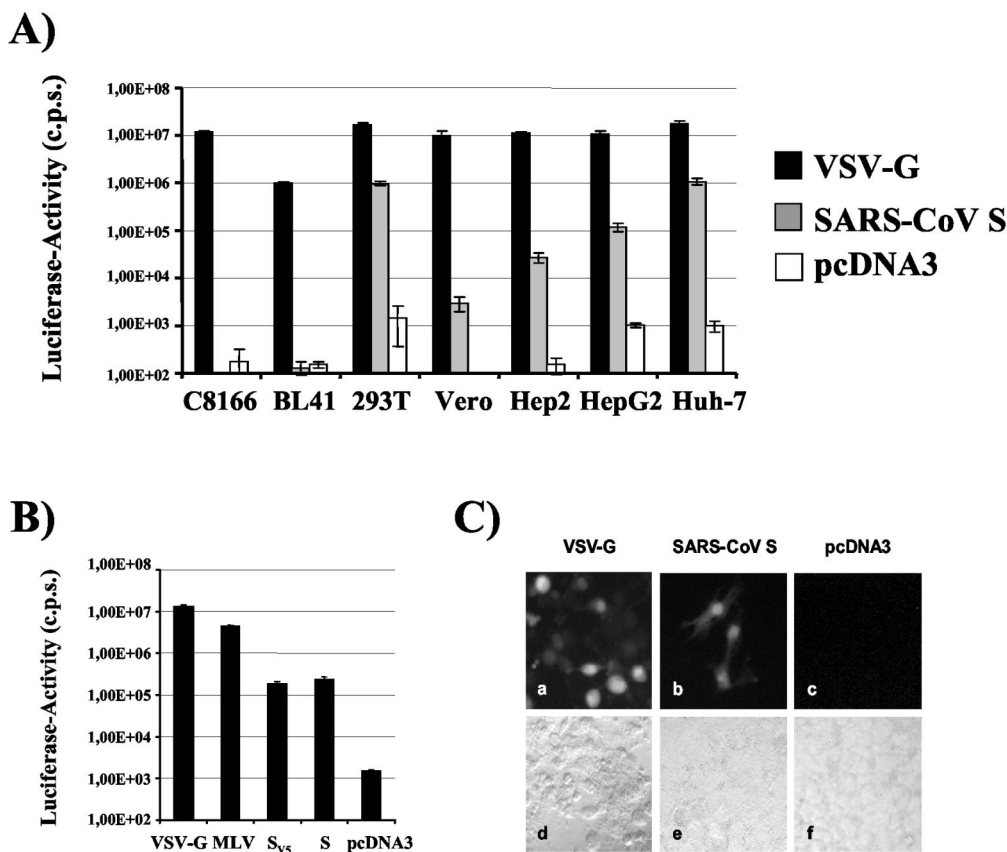 A)
Luciferase-Activity (c.p.s.)
1,00E+08
1,00E+07
1,00E+06
1,00E+05
1,00E+04
1,00E+03
1,00E+02
C8166 BL41 293T Vero Hep2 HepG2 Huh-7
VSV-G
SARS-CoV S
pcDNA3
B)
Luciferase-Activity (c.p.s.)
1,00E+08
1,00E+07
1,00E+06
1,00E+05
1,00E+04
1,00E+03
1,00E+02
VSV-G MLV SV5 S pcDNA3
C)
VSV-G SARS-CoV S pcDNA3
a b c
d e f